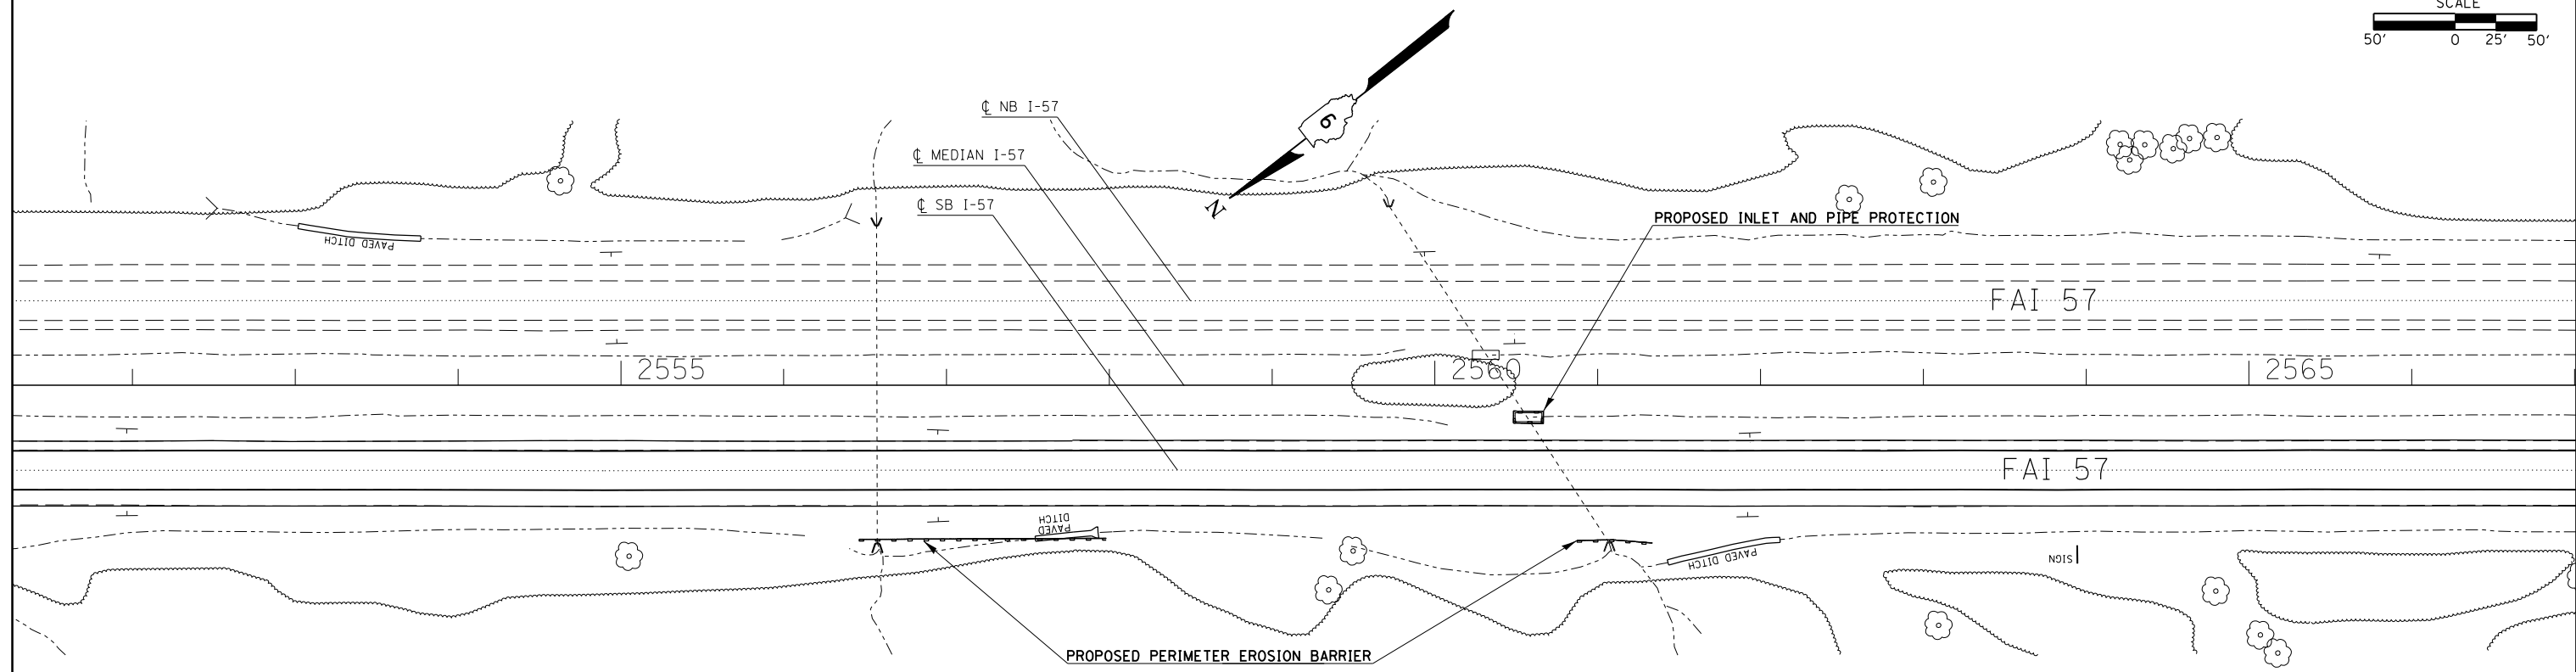 SCALE
50' 0 25' 50'
℄ NB I-57
6
℄ MEDIAN I-57
℄ SB I-57
N
PROPOSED INLET AND PIPE PROTECTION
PAVED DITCH
FAI 57
2555
2560
2565
FAI 57
PAVED
DITCH
PAVED DITCH
SIGN
PROPOSED PERIMETER EROSION BARRIER